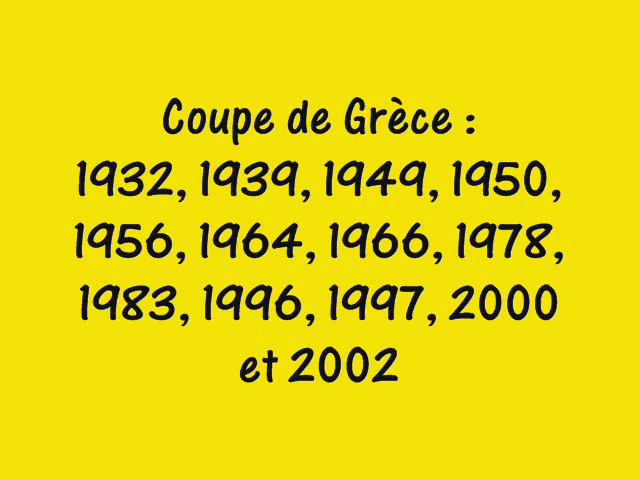 Coupe de Grèce :
1932, 1939, 1949, 1950,
1956, 1964, 1966, 1978,
1983, 1996, 1997, 2000
et 2002